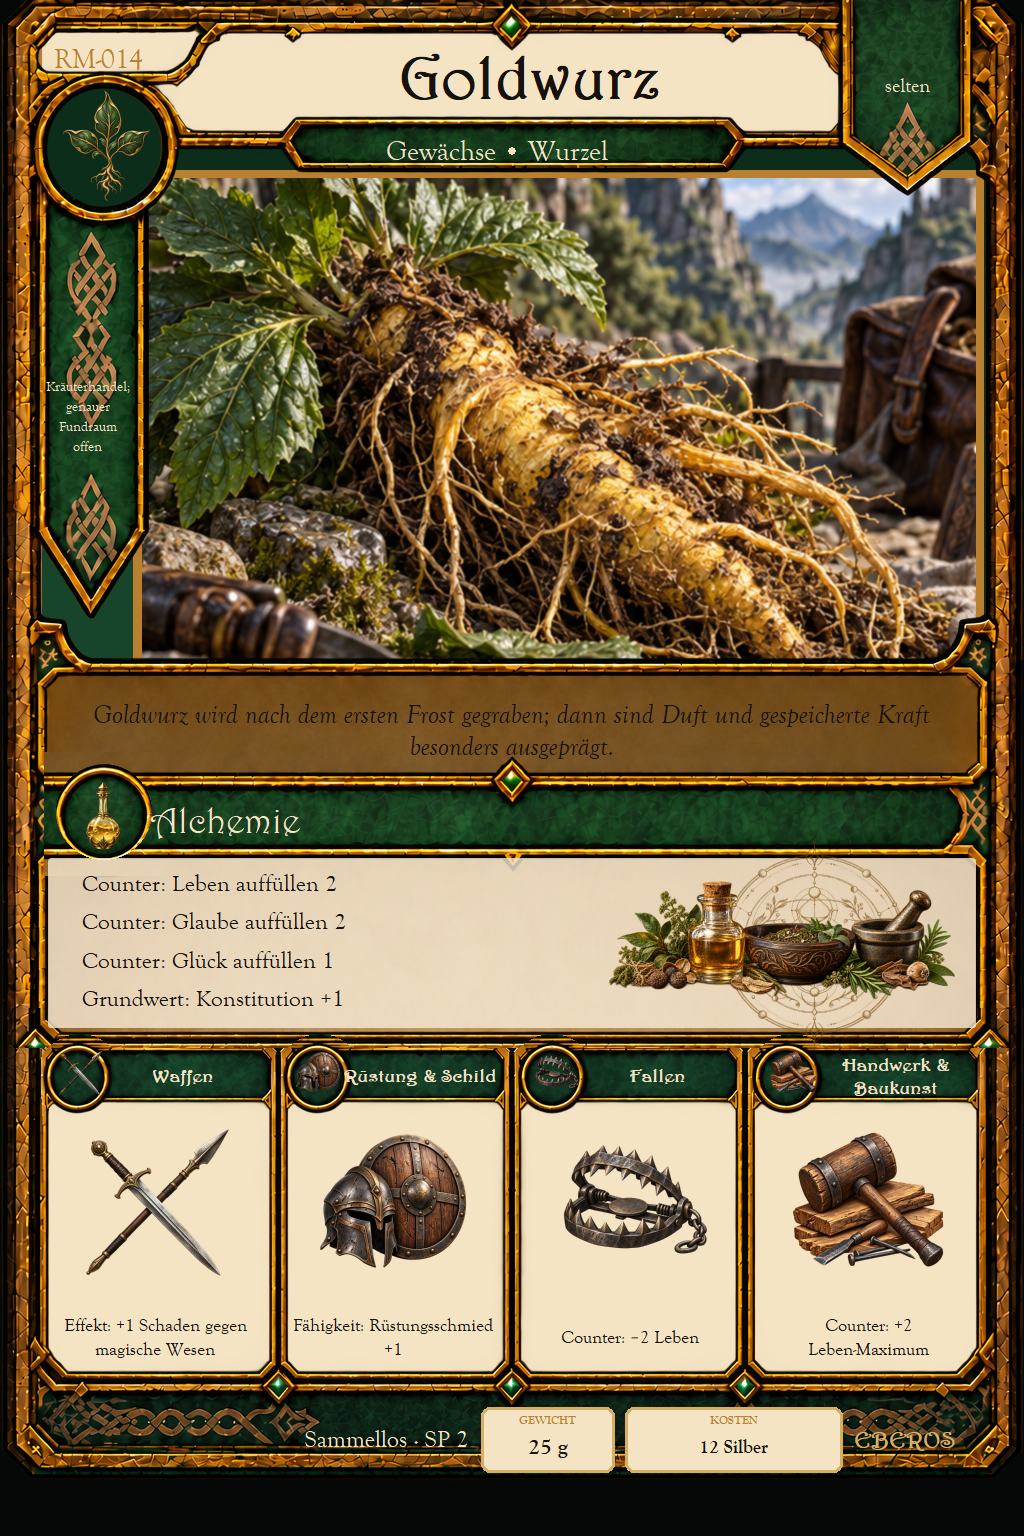 RM-014
Goldwurz
selten
Gewächse • Wurzel
Kräuterhandel;
genauer
Fundraum
offen
Goldwurz wird nach dem ersten Frost gegraben; dann sind Duft und gespeicherte Kraft
besonders ausgeprägt.
Alchemie
Counter: Leben auffüllen 2
Counter: Glaube auffüllen 2
Counter: Glück auffüllen 1
Grundwert: Konstitution +1
Waffen
Effekt: +1 Schaden gegen
magische Wesen
Rüstung & Schild
Fähigkeit: Rüstungsschmied
+1
Fallen
Counter: −2 Leben
Handwerk &
Baukunst
Counter: +2
Leben-Maximum
Sammellos · SP 2
GEWICHT
25 g
KOSTEN
12 Silber
EBEROS